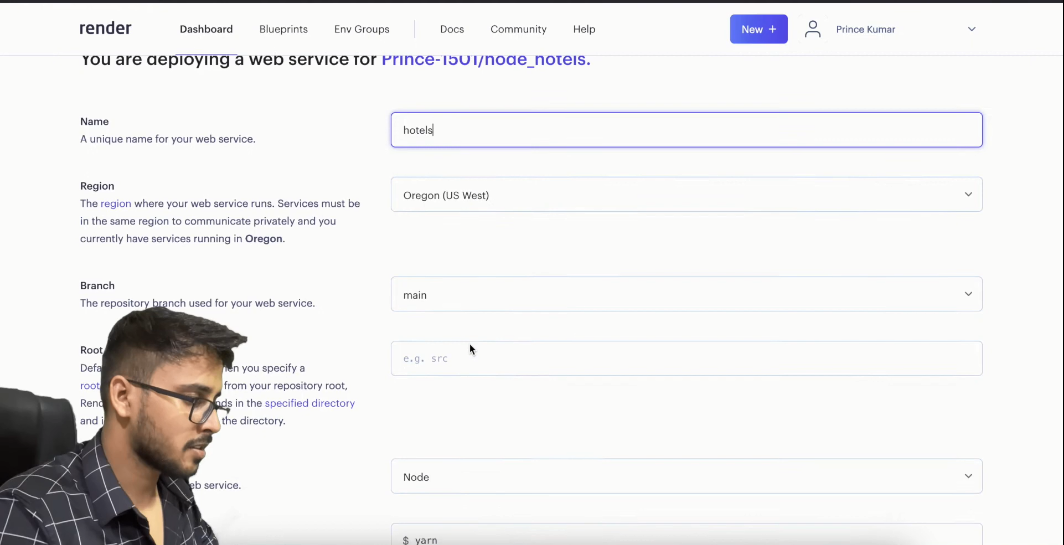 render Dashboard Blueprints Env Groups Docs Community Help New + Prince Kumar
You are deploying a web service for Prince-1501/node_hotels.
Name
A unique name for your web service.
hotels
Region
The region where your web service runs. Services must be
in the same region to communicate privately and you
currently have services running in Oregon.
Oregon (US West)
Branch
The repository branch used for your web service.
main
Root
Defa en you specify a
root from your repository root,
Rend nds in the specified directory
and i the directory.
e.g. src
eb service.
Node
$ yarn